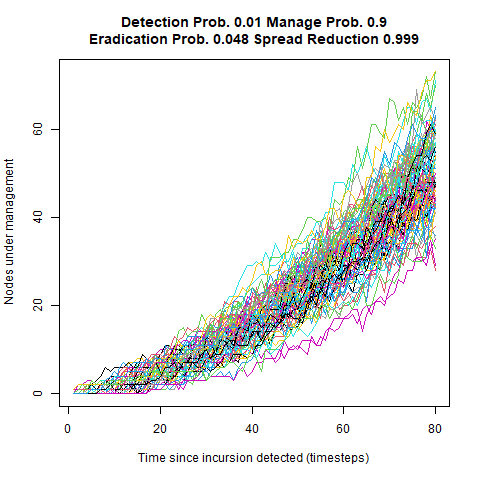 Detection Prob. 0.01 Manage Prob. 0.9
Eradication Prob. 0.048 Spread Reduction 0.999
Nodes under management
60
40
20
0
0 20 40 60 80
Time since incursion detected (timesteps)